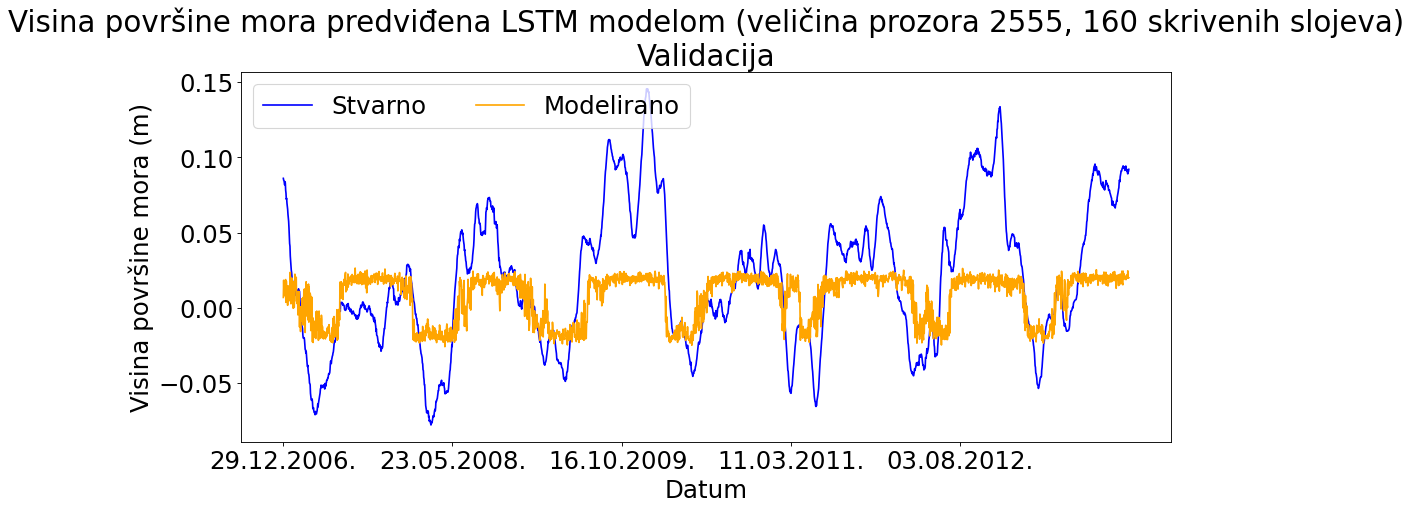 Visina površine mora predviđena LSTM modelom (veličina prozora 2555, 160 skrivenih slojeva)
Validacija
Stvarno
Modelirano
Visina površine mora (m)
0.15
0.10
0.05
0.00
−0.05
29.12.2006.
23.05.2008.
16.10.2009.
11.03.2011.
03.08.2012.
Datum